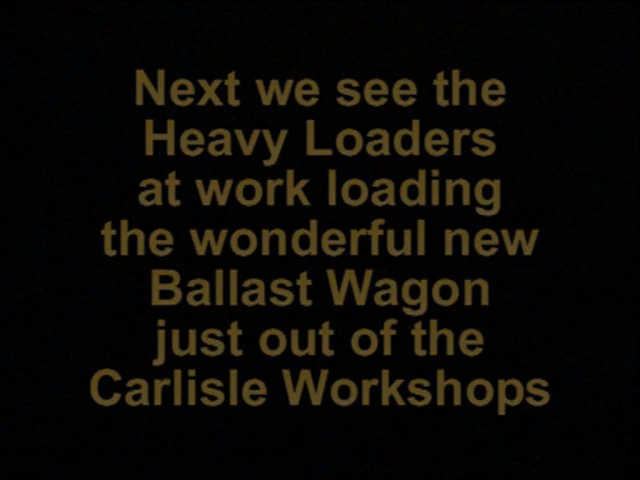 Next we see the
Heavy Loaders
at work loading
the wonderful new
Ballast Wagon
just out of the
Carlisle Workshops